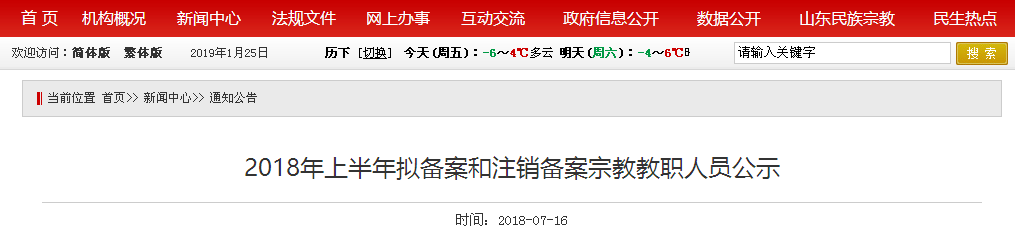 首 页 机构概况 新闻中心 法规文件 网上办事 互动交流 政府信息公开 数据公开 山东民族宗教 民生热点
欢迎访问：简体版 繁体版 2019年1月25日 历下 [切换] 今天(周五)：-6～4℃多云 明天(周六)：-4～6℃ 请输入关键字 搜 索
当前位置 首页>> 新闻中心>> 通知公告
2018年上半年拟备案和注销备案宗教教职人员公示
时间：2018-07-16